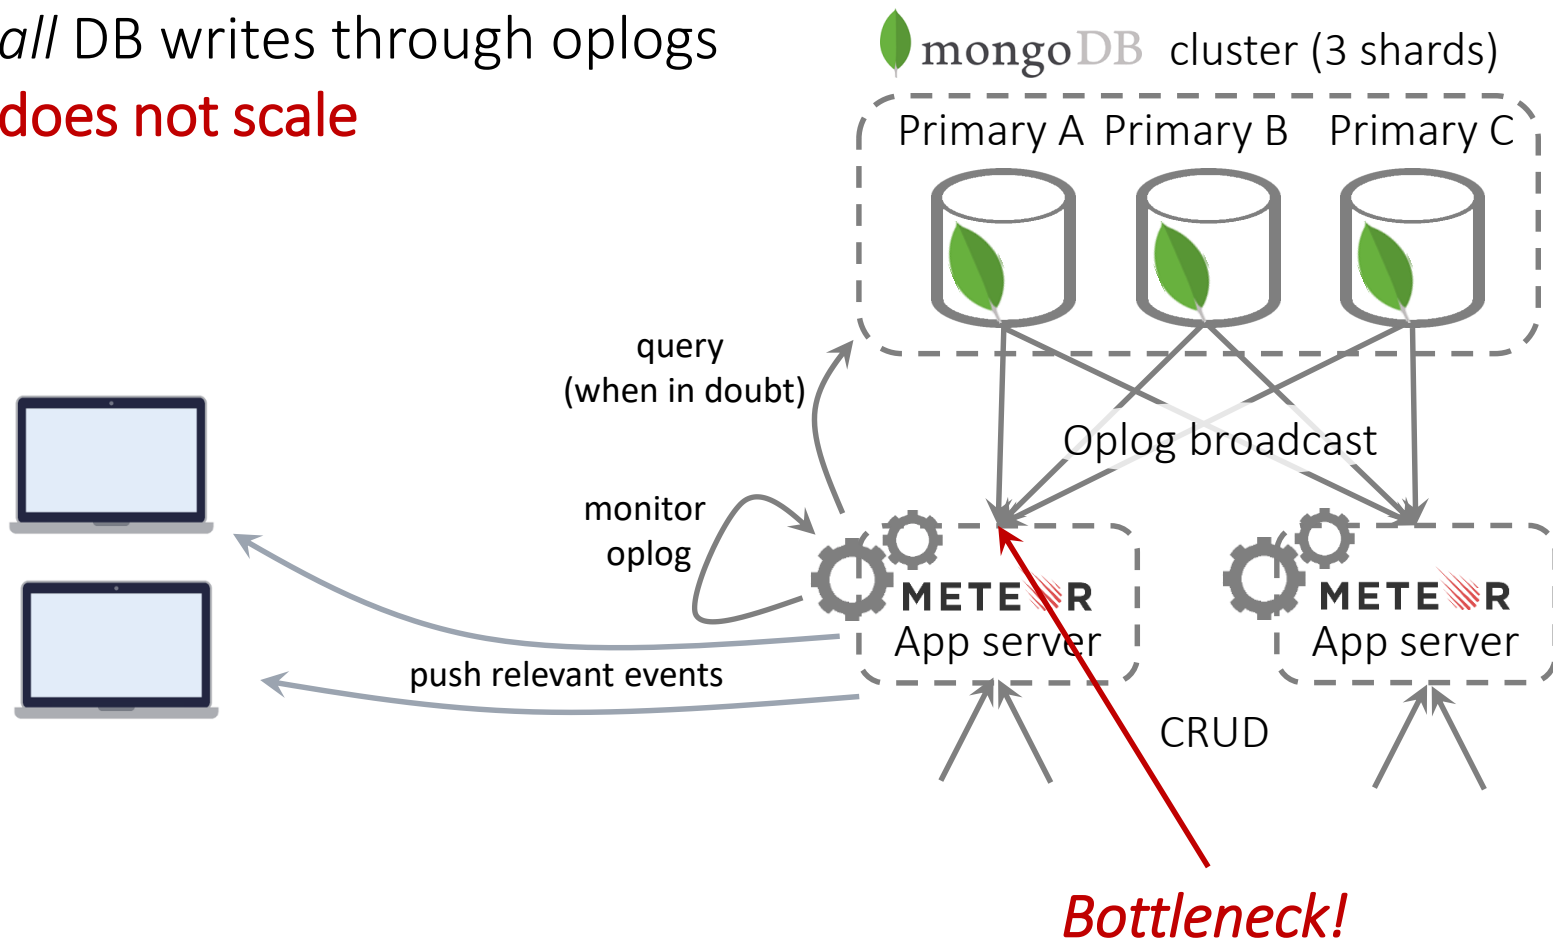 all DB writes through oplogs
does not scale
mongoDB cluster (3 shards)
Primary A Primary B Primary C
query
(when in doubt)
Oplog broadcast
monitor
oplog
METEOR
App server
METEOR
App server
push relevant events
CRUD
Bottleneck!